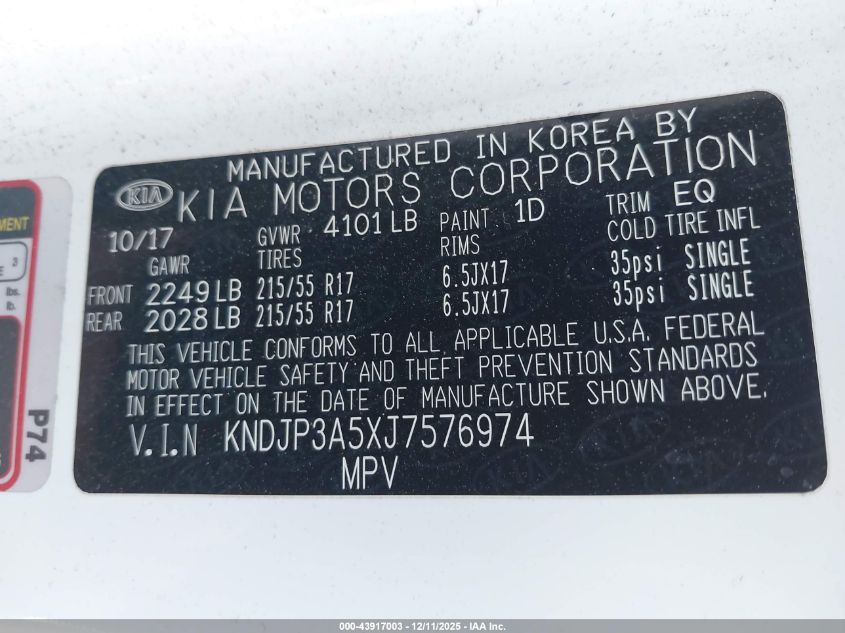 MANUFACTURED IN KOREA BY
KIA KIA MOTORS CORPORATION
10/17 GVWR 4101 LB PAINT 1D TRIM EQ
GAWR TIRES RIMS COLD TIRE INFL
FRONT 2249 LB 215/55 R17 6.5JX17 35psi SINGLE
REAR 2028 LB 215/55 R17 6.5JX17 35psi SINGLE
THIS VEHICLE CONFORMS TO ALL APPLICABLE U.S.A. FEDERAL
MOTOR VEHICLE SAFETY AND THEFT PREVENTION STANDARDS
IN EFFECT ON THE DATE OF MANUFACTURE SHOWN ABOVE.
V.I.N KNDJP3A5XJ7576974
MPV
3
lbs.
lb.
P74
000-43917003 - 12/11/2025 - IAA Inc.